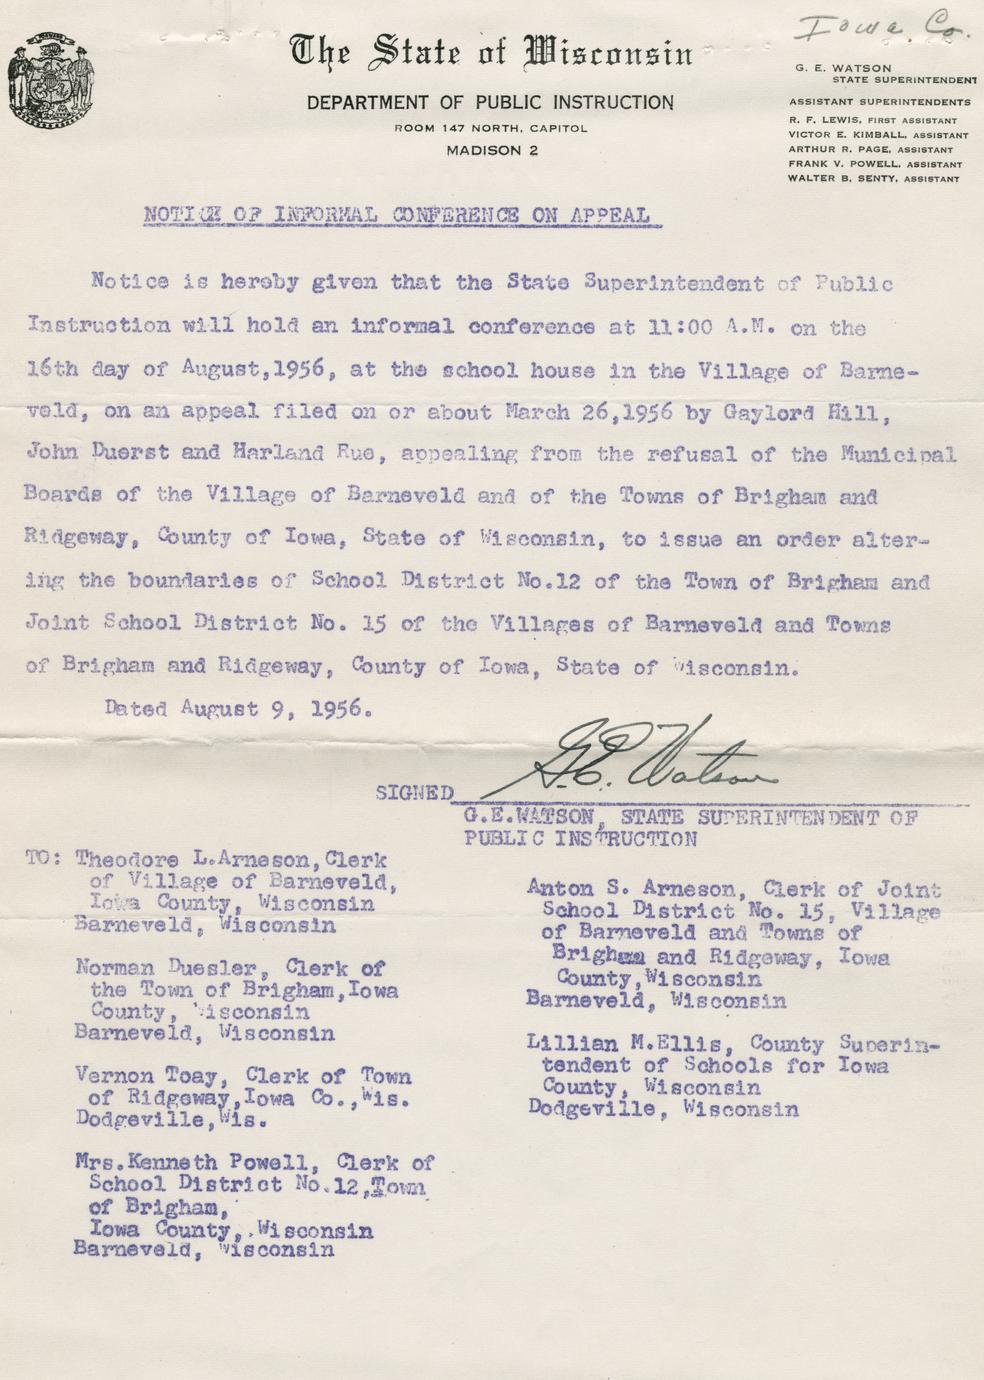 Iowa. Co.
The State of Wisconsin
DEPARTMENT OF PUBLIC INSTRUCTION
ROOM 147 NORTH, CAPITOL
MADISON 2
G. E. WATSON
STATE SUPERINTENDENT
ASSISTANT SUPERINTENDENTS
R. F. LEWIS, FIRST ASSISTANT
VICTOR E. KIMBALL, ASSISTANT
ARTHUR R. PAGE, ASSISTANT
FRANK V. POWELL, ASSISTANT
WALTER B. SENTY, ASSISTANT
NOTICE OF INFORMAL CONFERENCE ON APPEAL
Notice is hereby given that the State Superintendent of Public
Instruction will hold an informal conference at 11:00 A.M. on the
16th day of August,1956, at the school house in the Village of Barne-
veld, on an appeal filed on or about March 26,1956 by Gaylord Hill,
John Duerst and Harland Rue, appealing from the refusal of the Municipal
Boards of the Village of Barneveld and of the Towns of Brigham and
Ridgeway, County of Iowa, State of Wisconsin, to issue an order alter-
ing the boundaries of School District No.12 of the Town of Brigham and
Joint School District No. 15 of the Villages of Barneveld and Towns
of Brigham and Ridgeway, County of Iowa, State of Wisconsin.
Dated August 9, 1956.
G.E. Watson
SIGNED
G.E.WATSON, STATE SUPERINTENDENT OF
PUBLIC INSTRUCTION
TO: Theodore L.Arneson,Clerk
of Village of Barneveld,
Iowa County, Wisconsin
Barneveld, Wisconsin
Norman Duesler, Clerk of
the Town of Brigham,Iowa
County, Wisconsin
Barneveld, Wisconsin
Vernon Toay, Clerk of Town
of Ridgeway,Iowa Co.,Wis.
Dodgeville,Wis.
Mrs.Kenneth Powell, Clerk of
School District No.12,Town
of Brigham,
Iowa County, Wisconsin
Barneveld, Wisconsin
Anton S. Arneson, Clerk of Joint
School District No. 15, Village
of Barneveld and Towns of
Brigham and Ridgeway, Iowa
County,Wisconsin
Barneveld, Wisconsin
Lillian M.Ellis, County Superin-
tendent of Schools for Iowa
County, Wisconsin
Dodgeville, Wisconsin